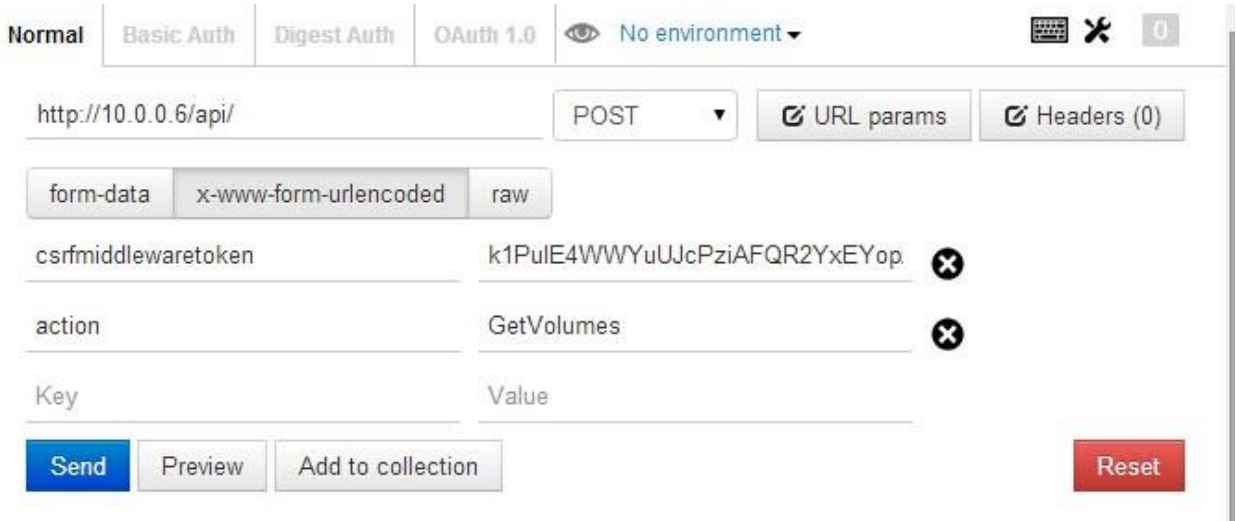 Normal Basic Auth Digest Auth OAuth 1.0 No environment 0
http://10.0.0.6/api/ POST URL params Headers (0)
form-data x-www-form-urlencoded raw
csrfmiddlewaretoken k1PulE4WWYuUJcPziAFQR2YxEYop
action GetVolumes
Key Value
Send Preview Add to collection Reset